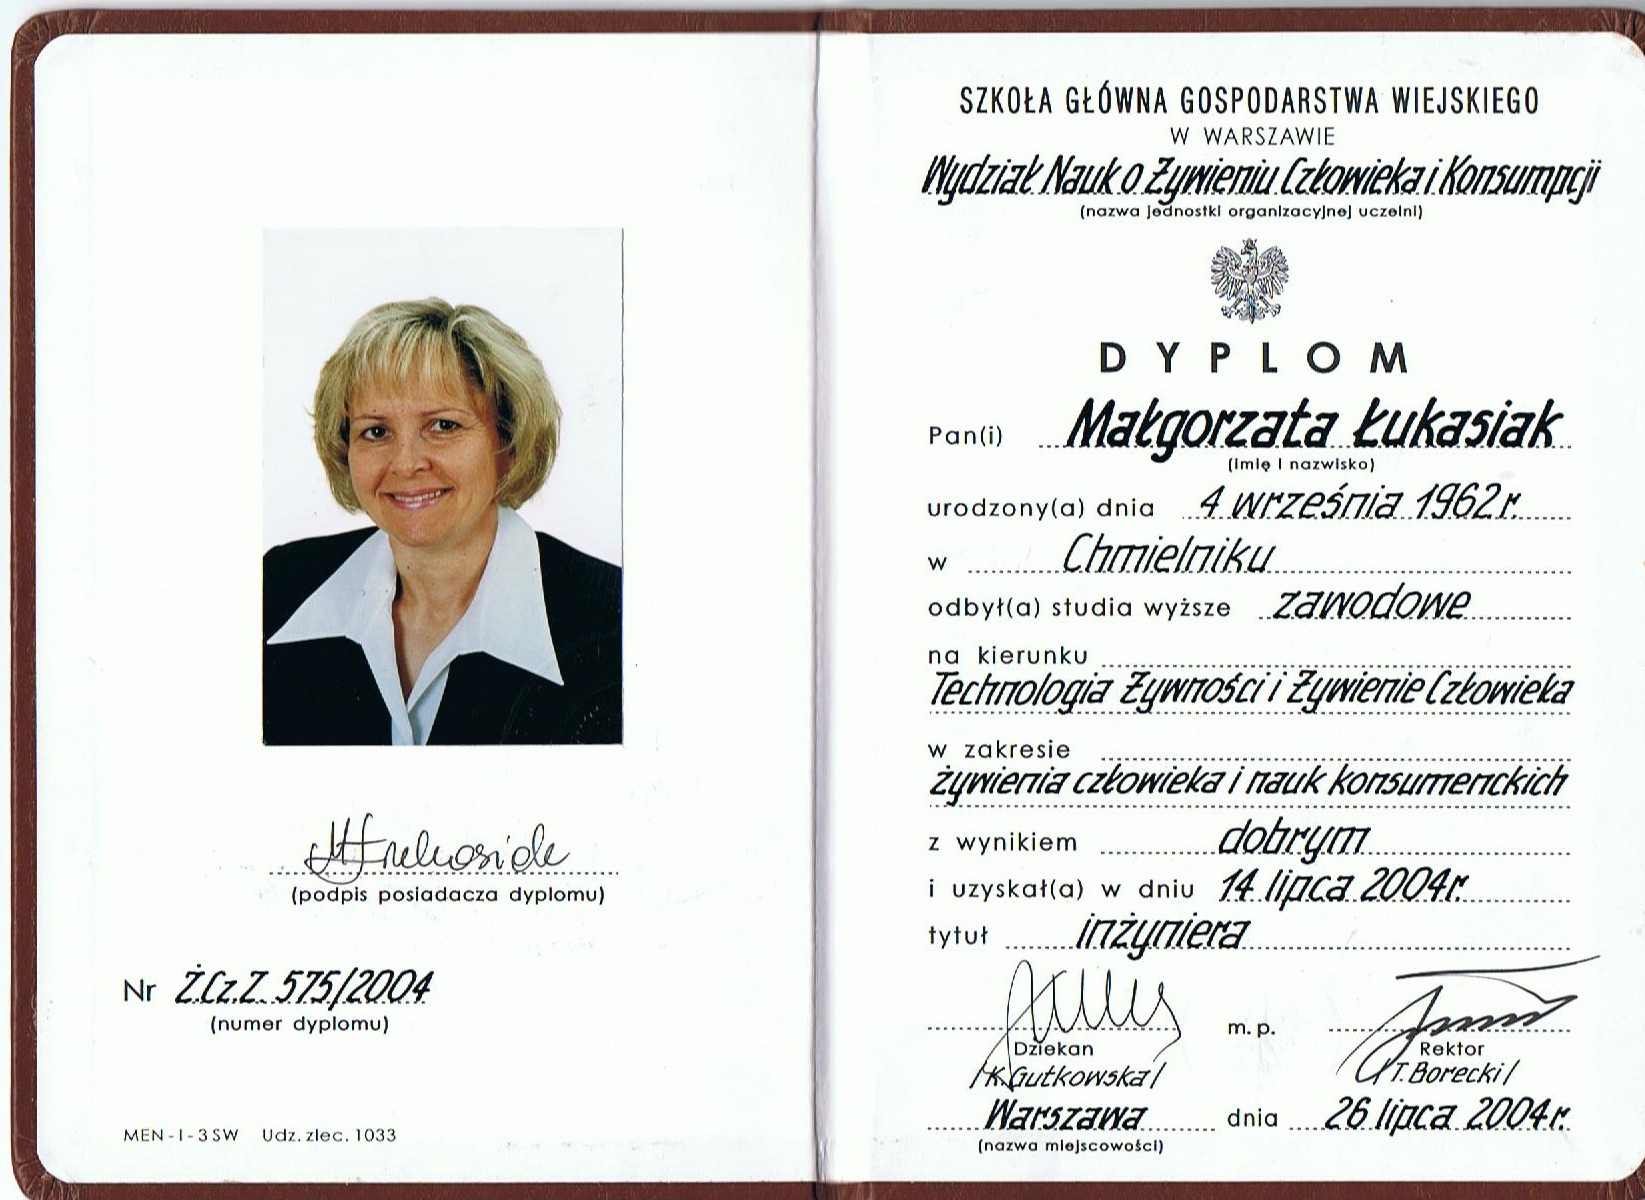 (podpis posiadacza dyplomu)
Nr Ż.Cz.Z. 575/2004
(numer dyplomu)
MEN-I-3SW Udz. zlec. 1033
SZKOŁA GŁÓWNA GOSPODARSTWA WIEJSKIEGO
W WARSZAWIE
Wydział Nauk o Żywieniu Człowieka i Konsumpcji
(nazwa jednostki organizacyjnej uczelni)
DYPLOM
Pan(i) Małgorzata Łukasiak
(imię i nazwisko)
urodzony(a) dnia 4 września 1962 r.
w Chmielniku
odbył(a) studia wyższe zawodowe
na kierunku
Technologia Żywności i Żywienie Człowieka
w zakresie
żywienia człowieka i nauk konsumenckich
z wynikiem dobrym
i uzyskał(a) w dniu 14 lipca 2004 r.
tytuł inżyniera
m.p.
Dziekan Rektor
/K.Gutkowska/ /T.Borecki/
Warszawa dnia 26 lipca 2004 r.
(nazwa miejscowości)